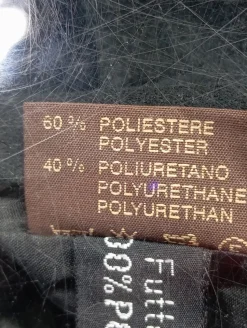 60 % POLIESTERE
POLYESTER
40 % POLIURETANO
POLYURETHANE
POLYURETHAN